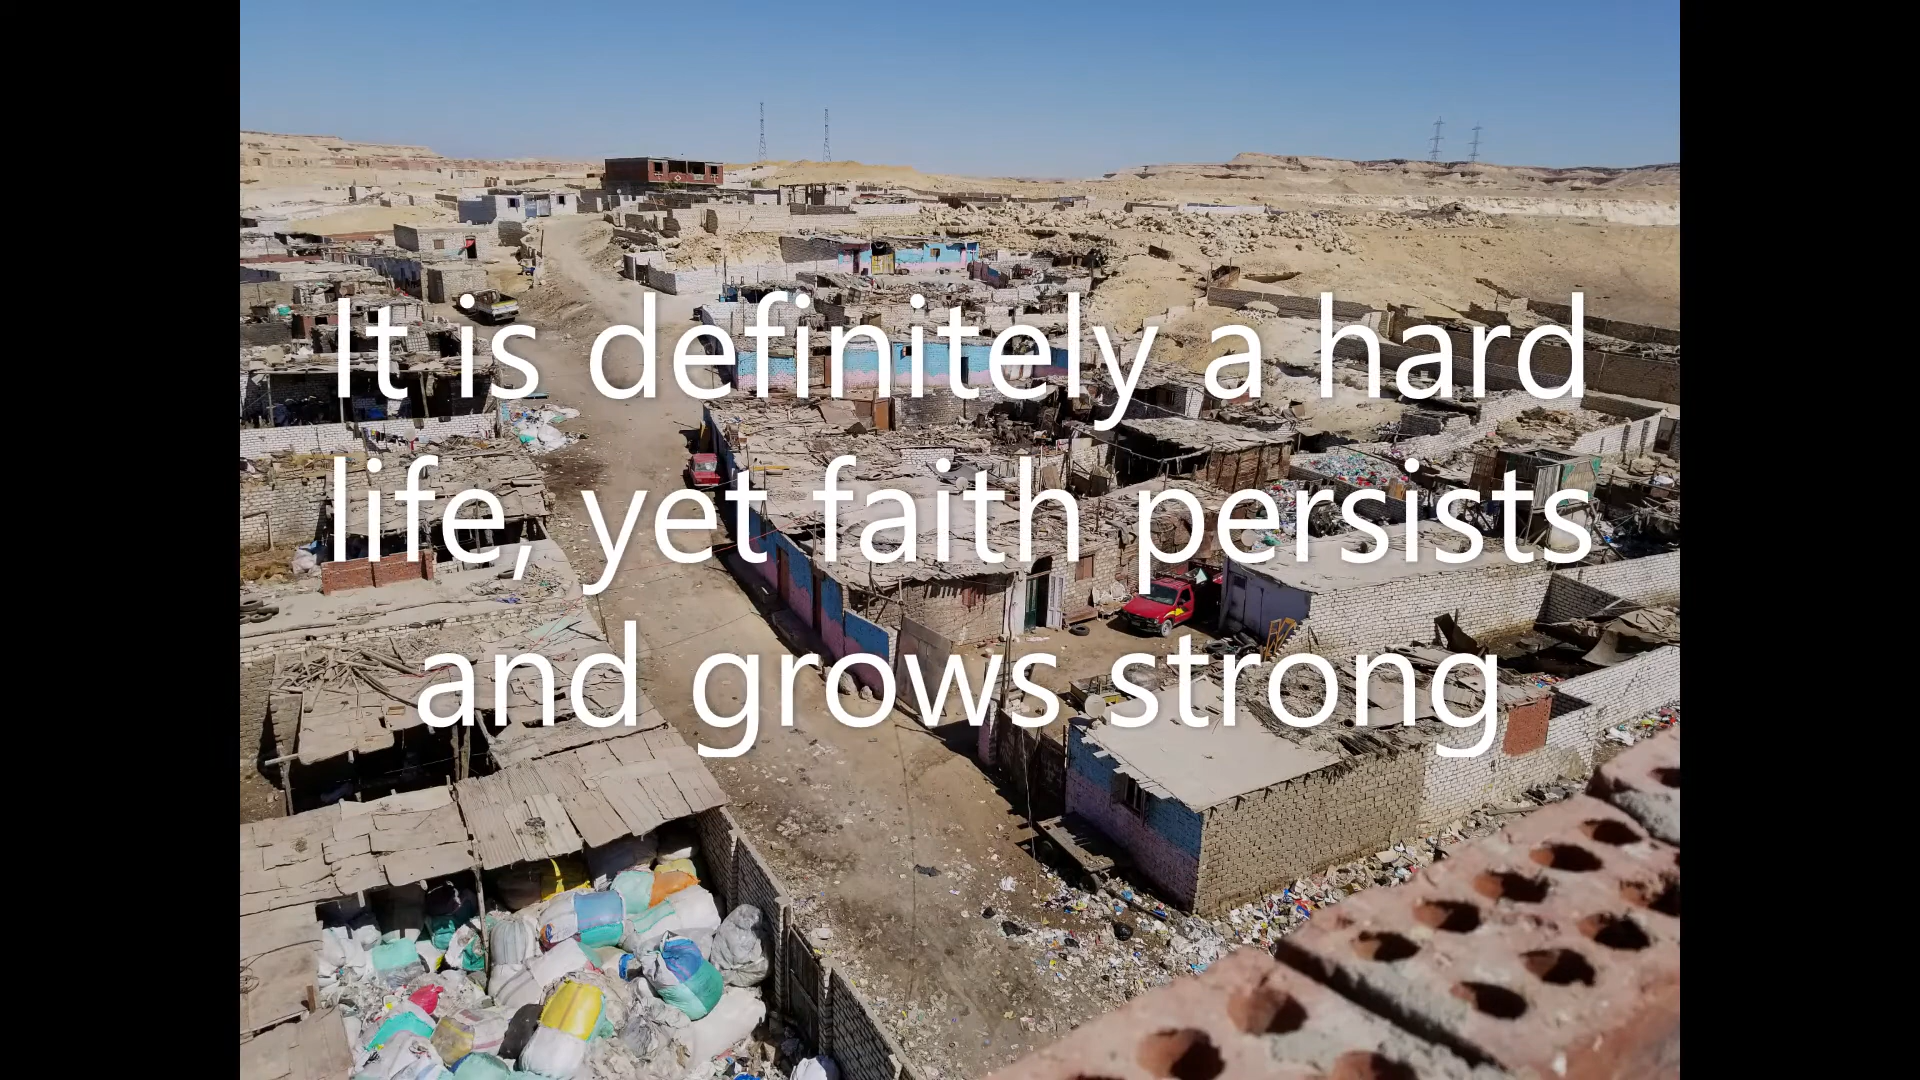 It is definitely a hard
life, yet faith persists
and grows strong